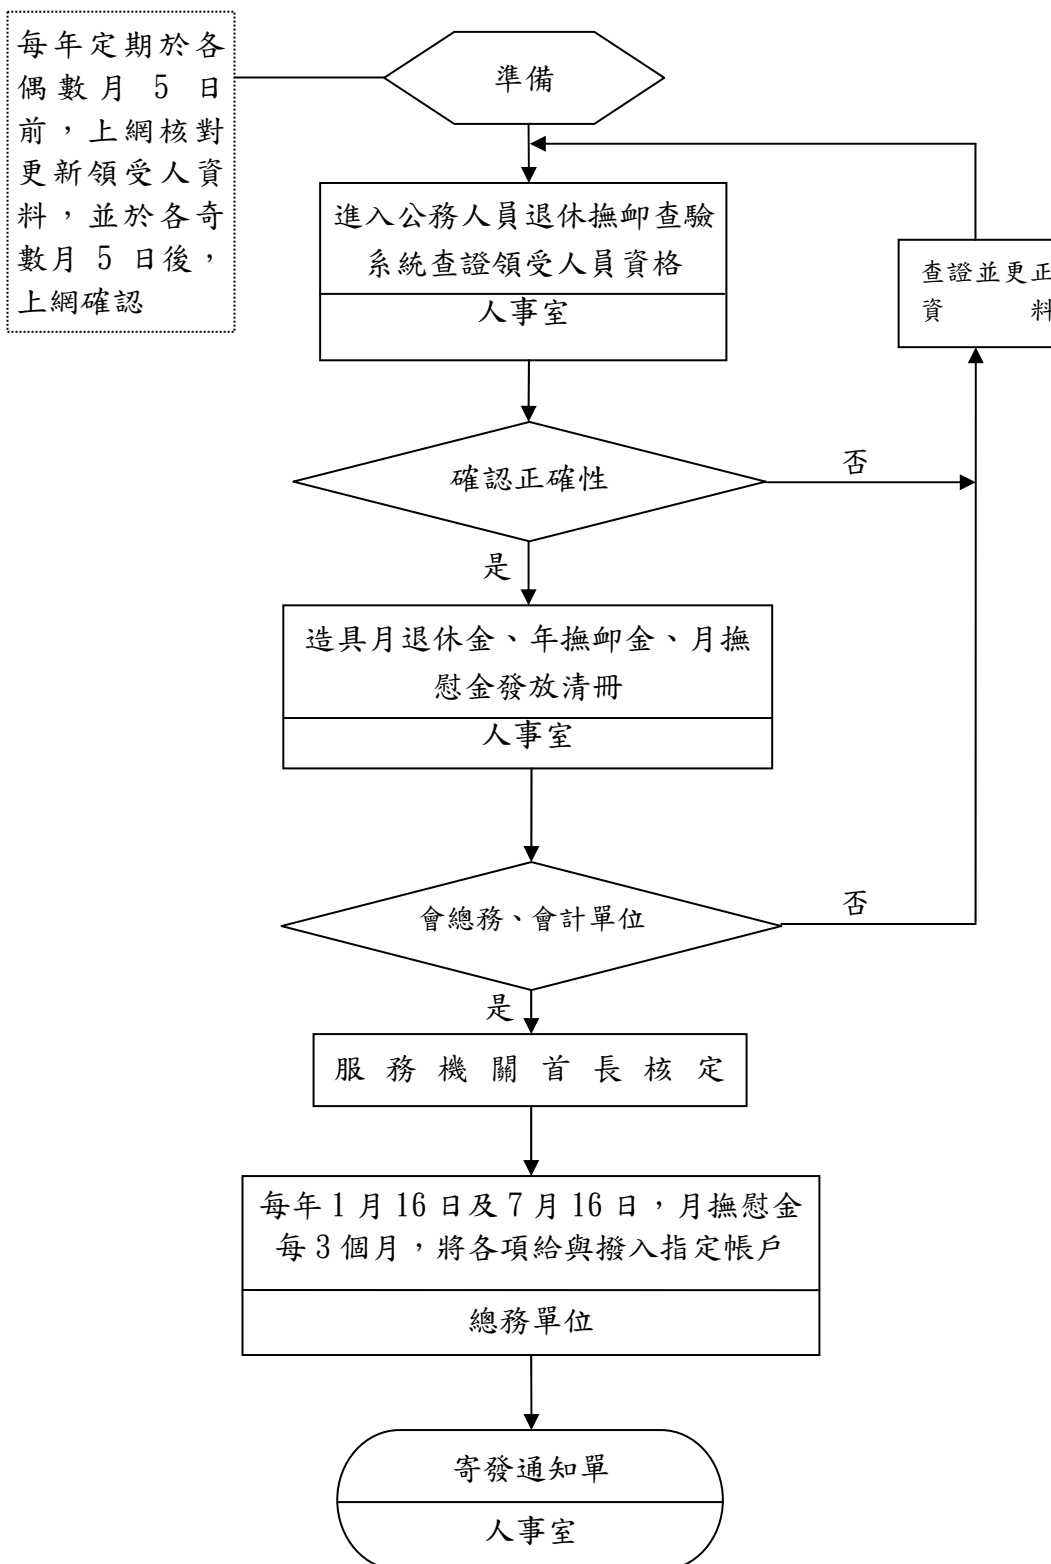 每年定期於各
偶數月 5 日
前，上網核對
更新領受人資
料，並於各奇
數月 5 日後，
上網確認
準備
進入公務人員退休撫卹查驗
系統查證領受人員資格
人事室
查證並更正
資 料
確認正確性
否
是
造具月退休金、年撫卹金、月撫
慰金發放清冊
人事室
會總務、會計單位
否
是
服務機關首長核定
每年1月16日及7月16日，月撫慰金
每3個月，將各項給與撥入指定帳戶
總務單位
寄發通知單
人事室